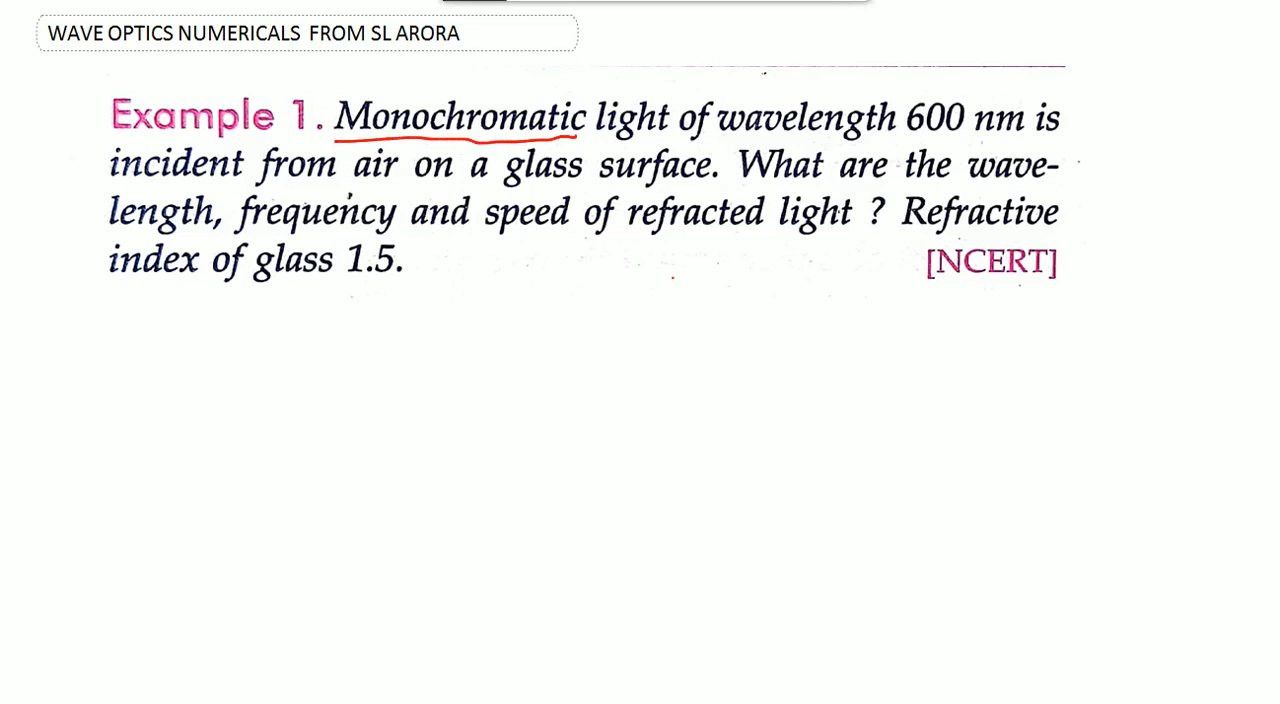 WAVE OPTICS NUMERICALS FROM SL ARORA
Example 1. Monochromatic light of wavelength 600 nm is
incident from air on a glass surface. What are the wave-
length, frequency and speed of refracted light ? Refractive
index of glass 1.5. [NCERT]